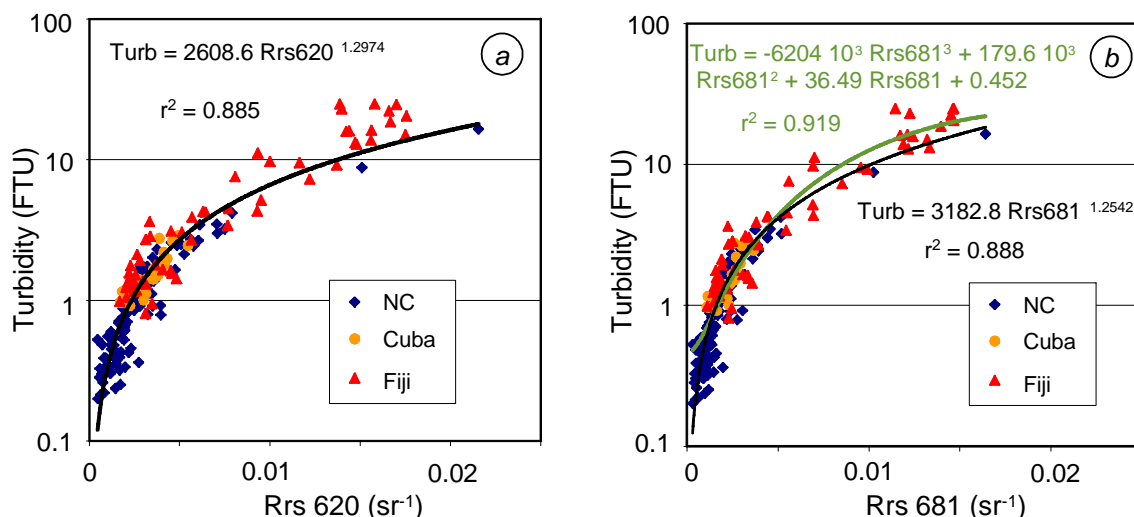 Turb = 2608.6 Rrs620 ^1.2974
a
r² = 0.885
Turbidity (FTU)
100
10
1
0.1
NC
Cuba
Fiji
0
0.01
0.02
Rrs 620 (sr⁻¹)
Turb = -6204 10³ Rrs681³ + 179.6 10³
Rrs681² + 36.49 Rrs681 + 0.452
b
r² = 0.919
Turb = 3182.8 Rrs681 ^1.2542
r² = 0.888
Turbidity (FTU)
100
10
1
0.1
NC
Cuba
Fiji
0
0.01
0.02
Rrs 681 (sr⁻¹)